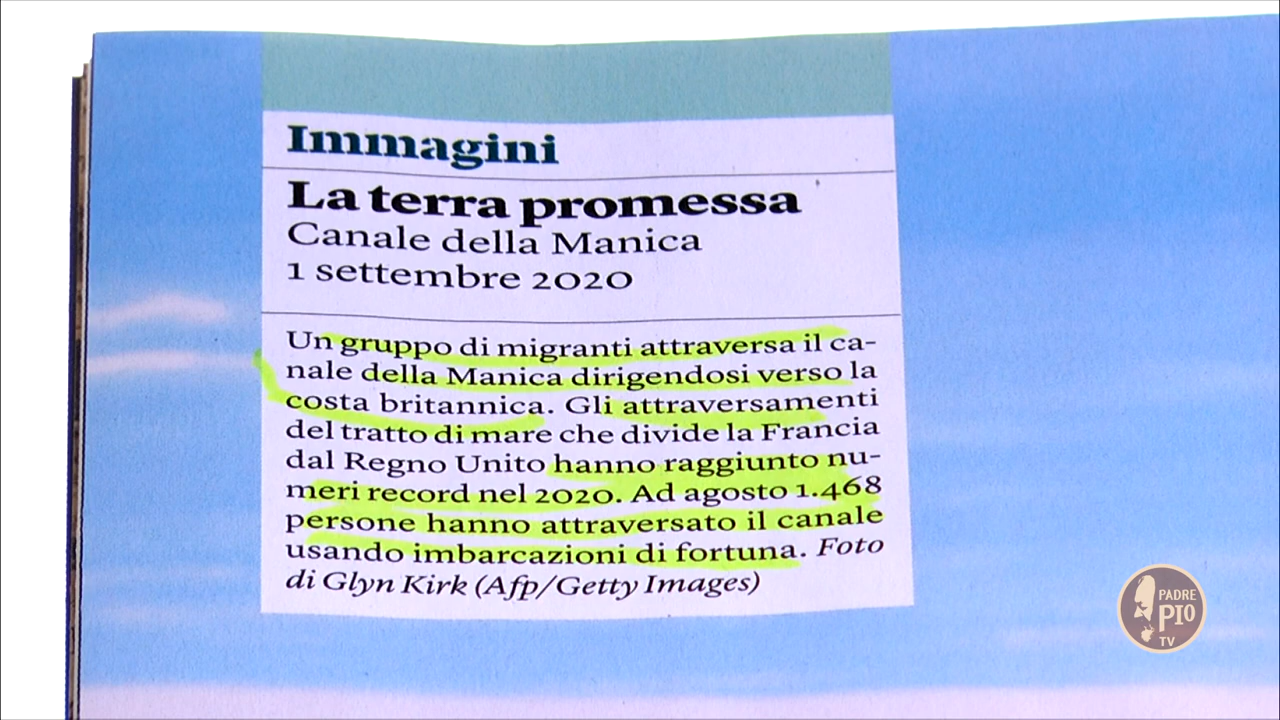 Immagini
La terra promessa
Canale della Manica
1 settembre 2020
Un gruppo di migranti attraversa il ca-
nale della Manica dirigendosi verso la
costa britannica. Gli attraversamenti
del tratto di mare che divide la Francia
dal Regno Unito hanno raggiunto nu-
meri record nel 2020. Ad agosto 1.468
persone hanno attraversato il canale
usando imbarcazioni di fortuna. Foto
di Glyn Kirk (Afp/Getty Images)
PADRE
PIO
TV